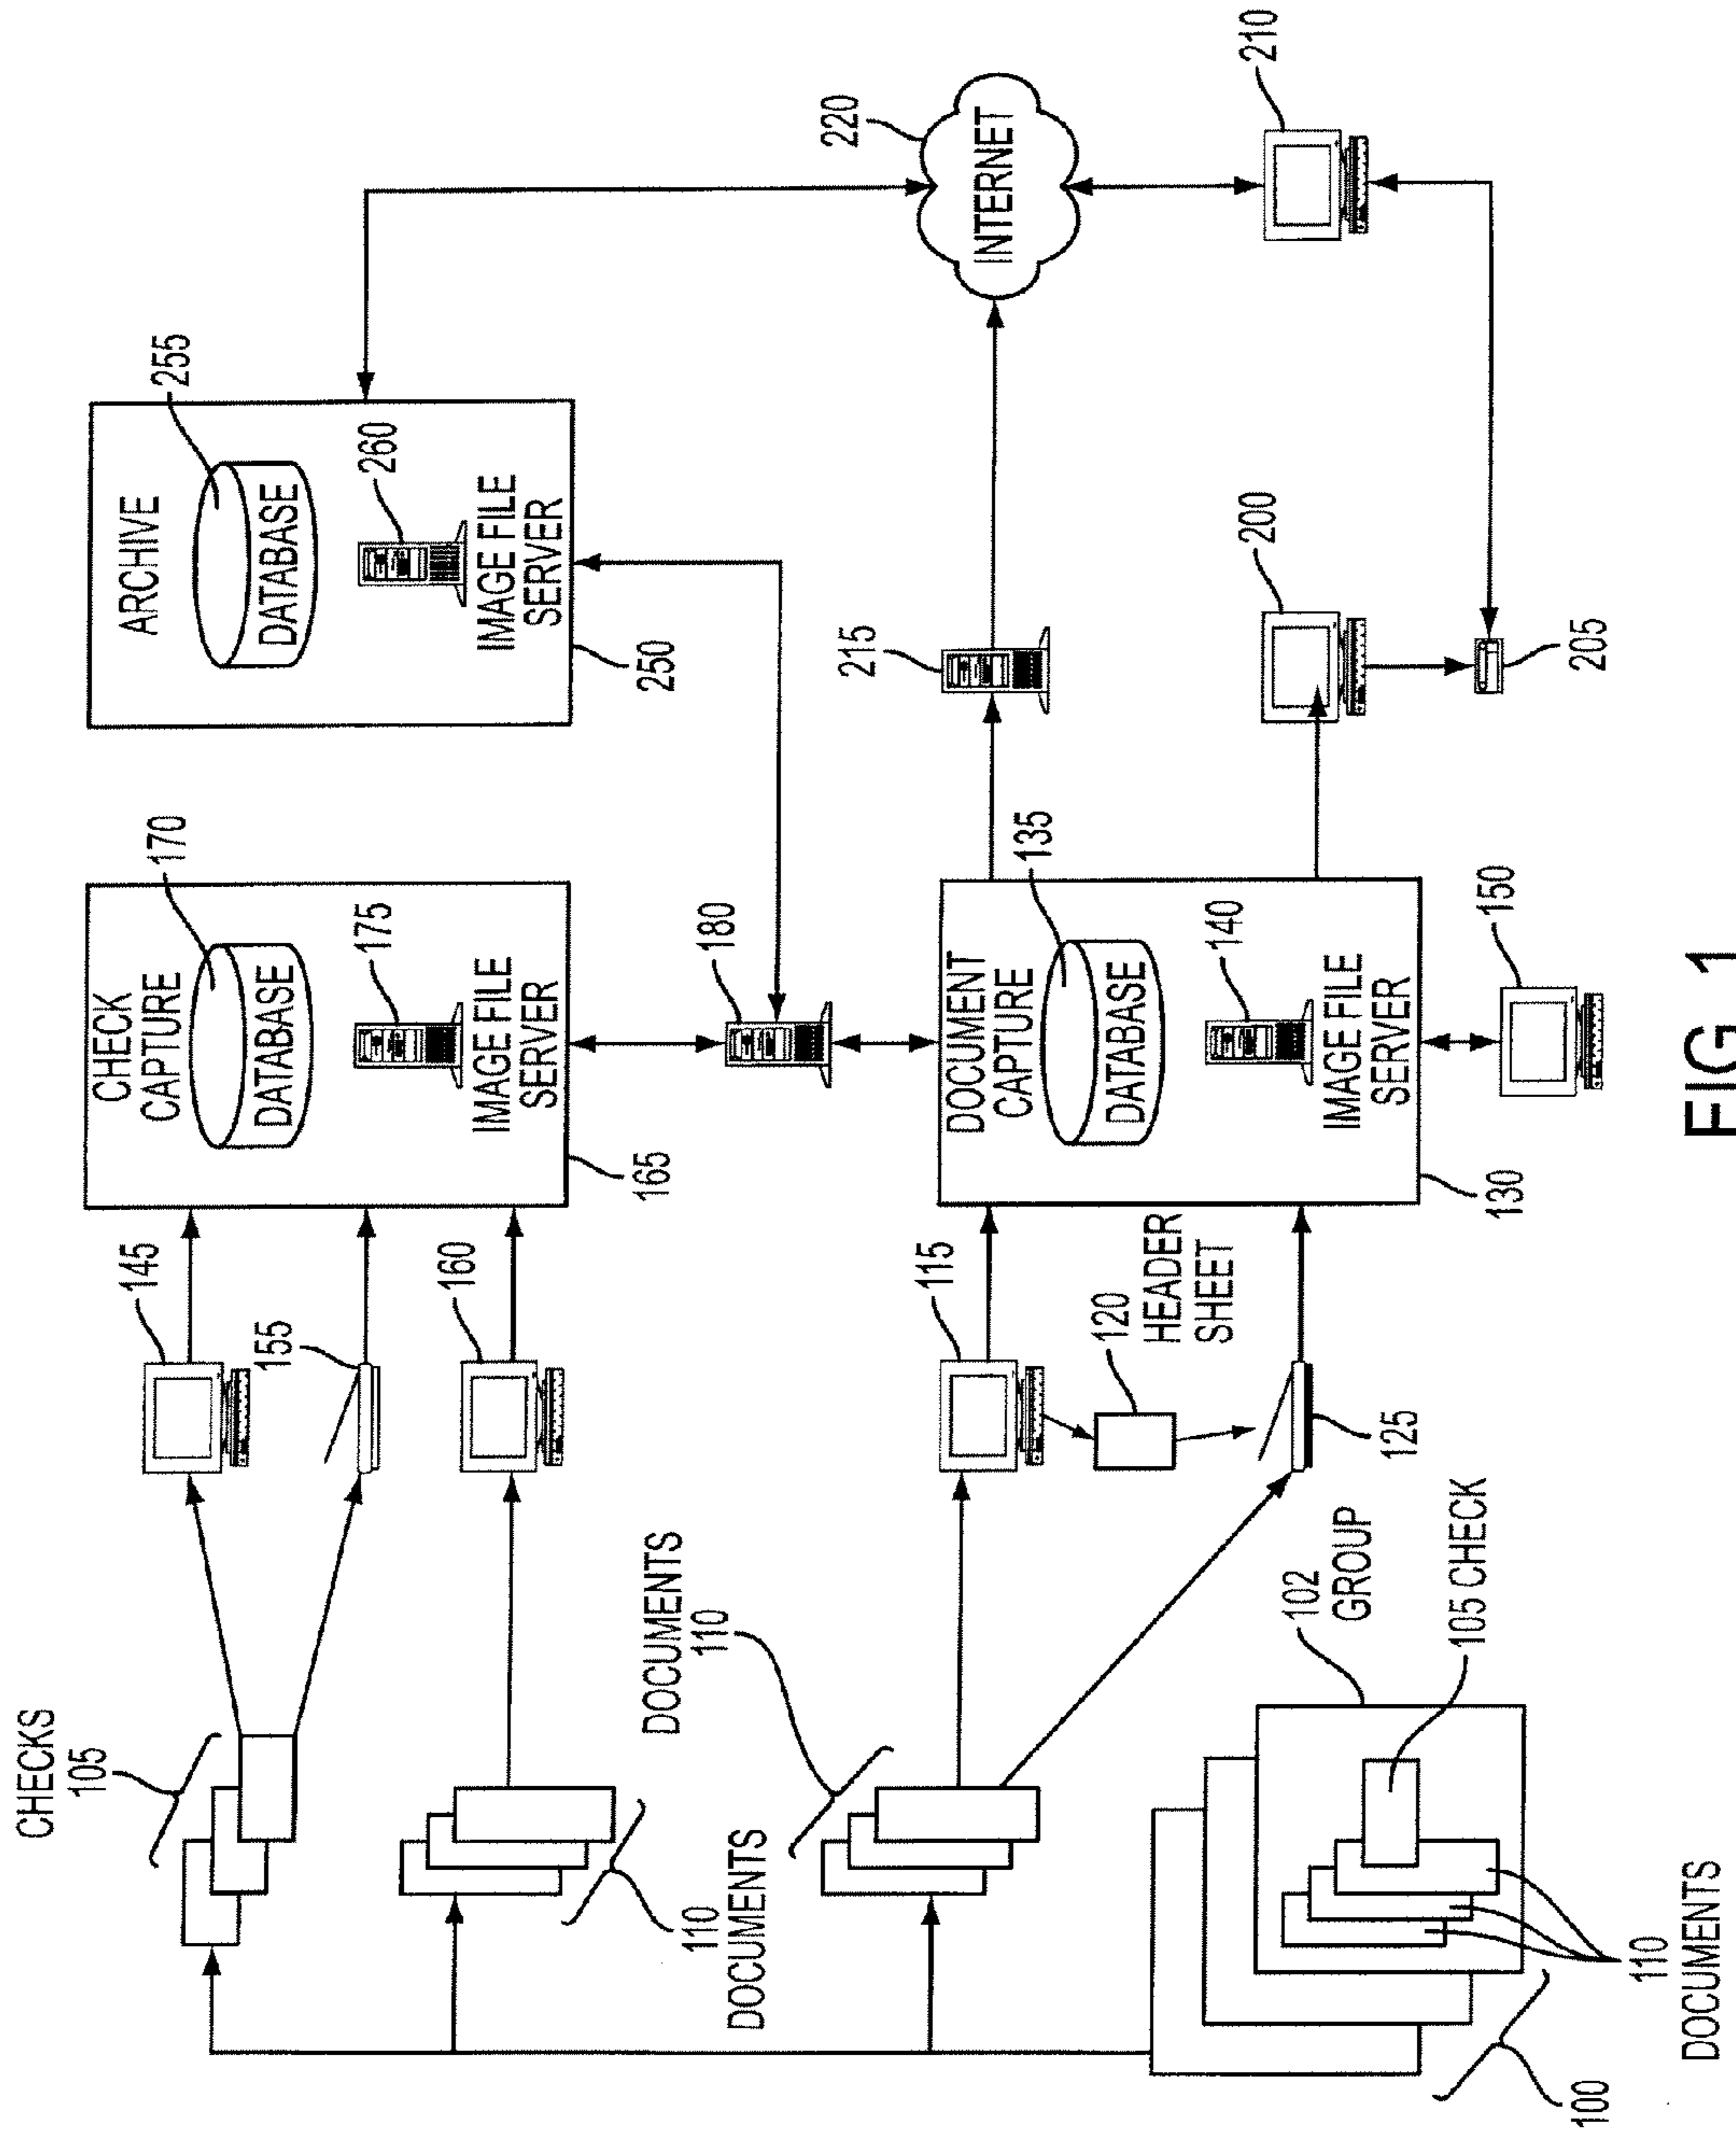 CHECKS
105
145
155
160
CHECK
CAPTURE
170
DATABASE
175
IMAGE FILE
SERVER
165
ARCHIVE
255
DATABASE
260
IMAGE FILE
SERVER
250
110
DOCUMENTS
DOCUMENTS
110
180
115
120
HEADER
SHEET
125
DOCUMENT
CAPTURE
135
DATABASE
140
IMAGE FILE
SERVER
130
150
215
220
INTERNET
200
205
210
102
GROUP
105 CHECK
110
DOCUMENTS
100
FIG. 1